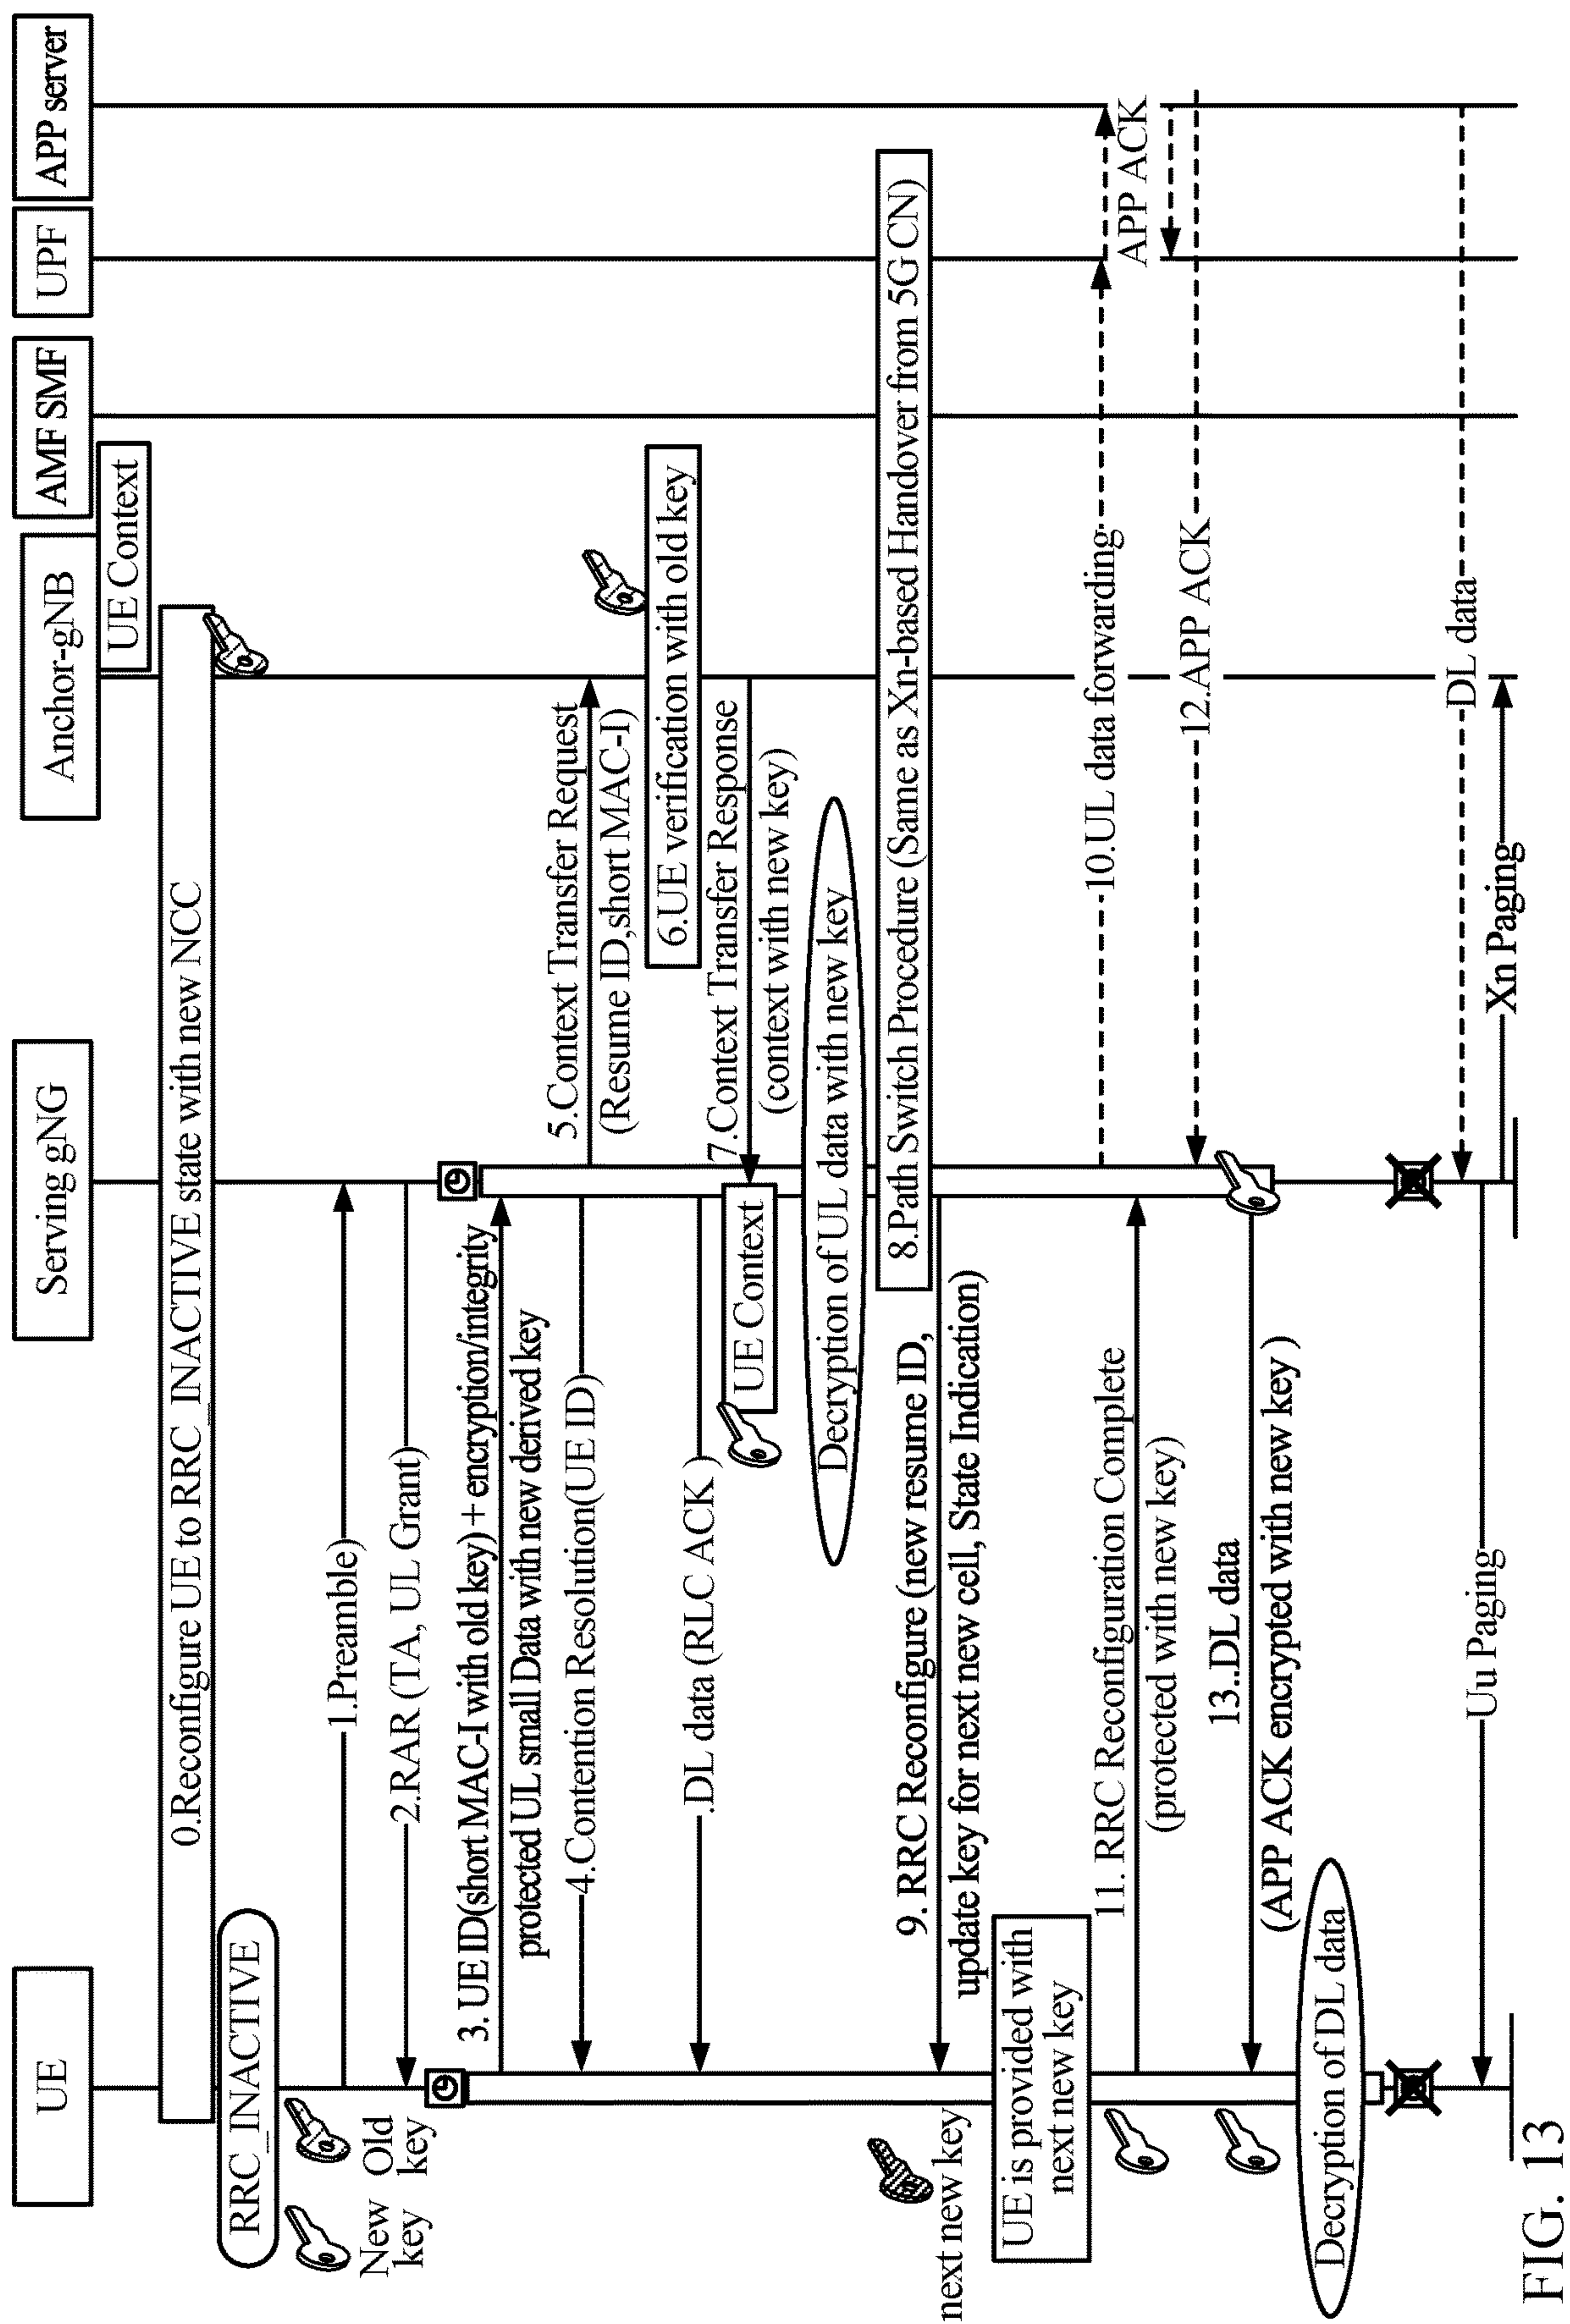 UE
Serving gNG
Anchor-gNB
AMF SMF
UPF
APP server
UE Context
0.Reconfigure UE to RRC_INACTIVE state with new NCC
RRC_INACTIVE
New
key
Old
key
1.Preamble)
2.RAR (TA, UL Grant)
3. UE ID(short MAC-I with old key) + encryption/integrity
protected UL small Data with new derived key
4.Contention Resolution(UE ID)
5.Context Transfer Request
(Resume ID,short MAC-I)
6.UE verification with old key
.DL data (RLC ACK )
7.Context Transfer Response
(context with new key)
UE Context
Decryption of UL data with new key
8.Path Switch Procedure (Same as Xn-based Handover from 5G CN)
9. RRC Reconfigure (new resume ID,
update key for next new cell, State Indication)
next new key
UE is provided with
next new key
10.UL data forwarding
APP ACK
11. RRC Reconfiguration Complete
(protected with new key)
12.APP ACK
13..DL data
(APP ACK encrypted with new key )
Decryption of DL data
DL data
Uu Paging
Xn Paging
FIG. 13